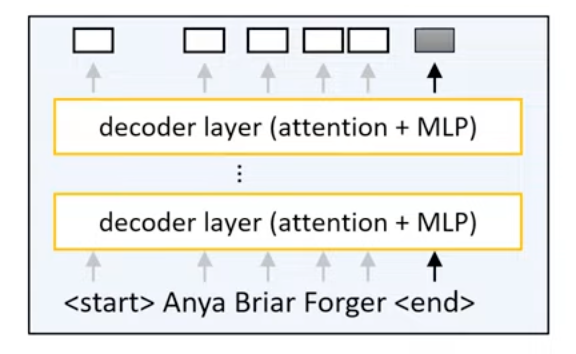 decoder layer (attention + MLP)
⋮
decoder layer (attention + MLP)
<start> Anya Briar Forger <end>